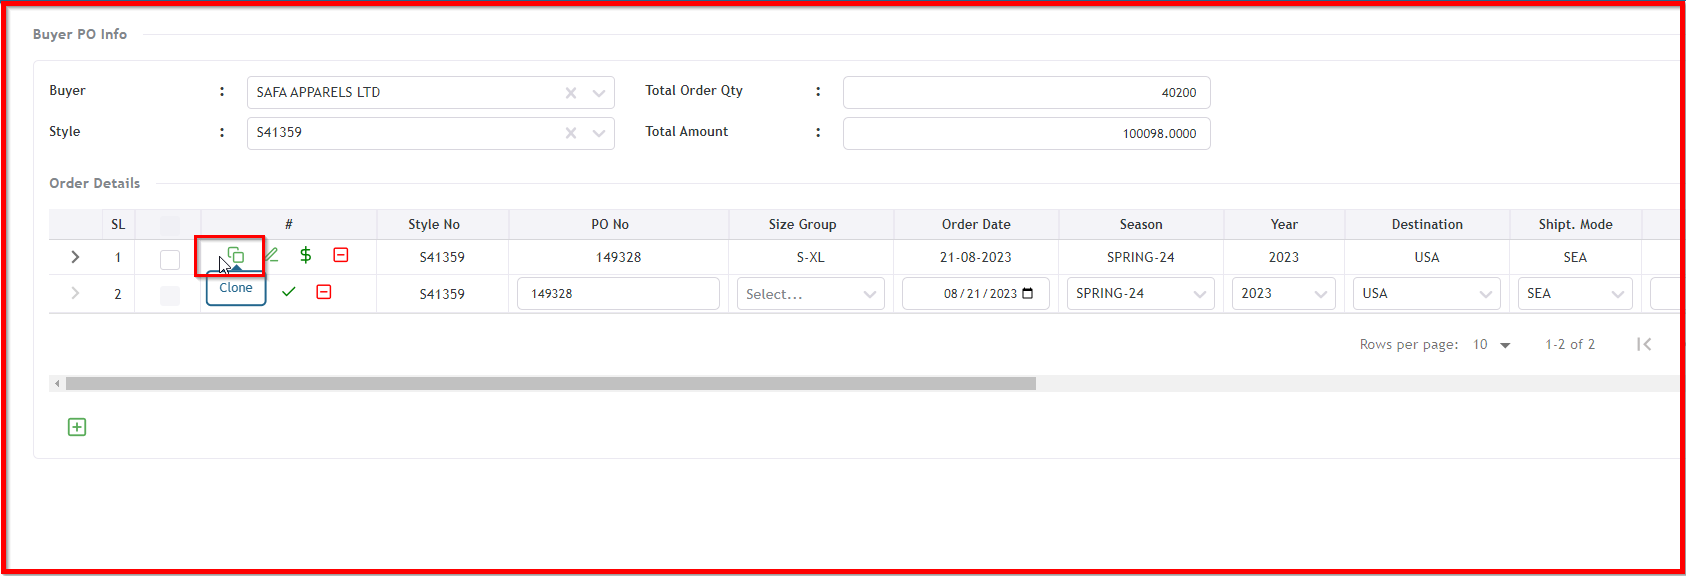 Buyer PO Info
Buyer : SAFA APPARELS LTD Total Order Qty : 40200
Style : S41359 Total Amount : 100098.0000
Order Details
SL # Style No PO No Size Group Order Date Season Year Destination Shipt. Mode
1 $ S41359 149328 S-XL 21-08-2023 SPRING-24 2023 USA SEA
Clone
2 S41359 149328 Select... 08/21/2023 SPRING-24 2023 USA SEA
Rows per page: 10 1-2 of 2